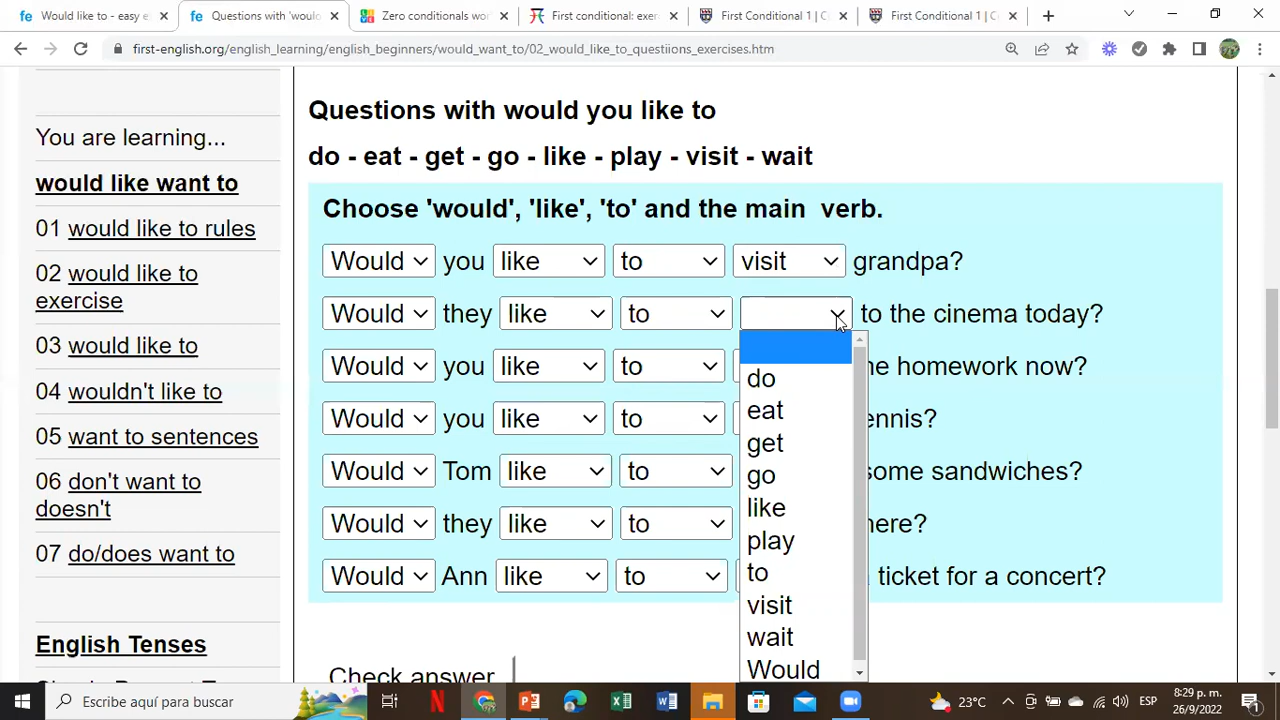 Would like to - easy e
Questions with 'would
Zero conditionals wor
First conditional: exer
First Conditional 1 | C
First Conditional 1 | C
first-english.org/english_learning/english_beginners/would_want_to/02_would_like_to_questiions_exercises.htm
You are learning...
would like want to
01 would like to rules
02 would like to
exercise
03 would like to
04 wouldn't like to
05 want to sentences
06 don't want to
doesn't
07 do/does want to
English Tenses
Questions with would you like to
do - eat - get - go - like - play - visit - wait
Choose 'would', 'like', 'to' and the main verb.
Would you like to visit grandpa?
Would they like to to the cinema today?
Would you like to he homework now?
Would you like to ennis?
Would Tom like to some sandwiches?
Would they like to here?
Would Ann like to ticket for a concert?
do
eat
get
go
like
play
to
visit
wait
Would
Check answer
Escribe aquí para buscar
23°C
ESP
8:29 p. m.
26/9/2022